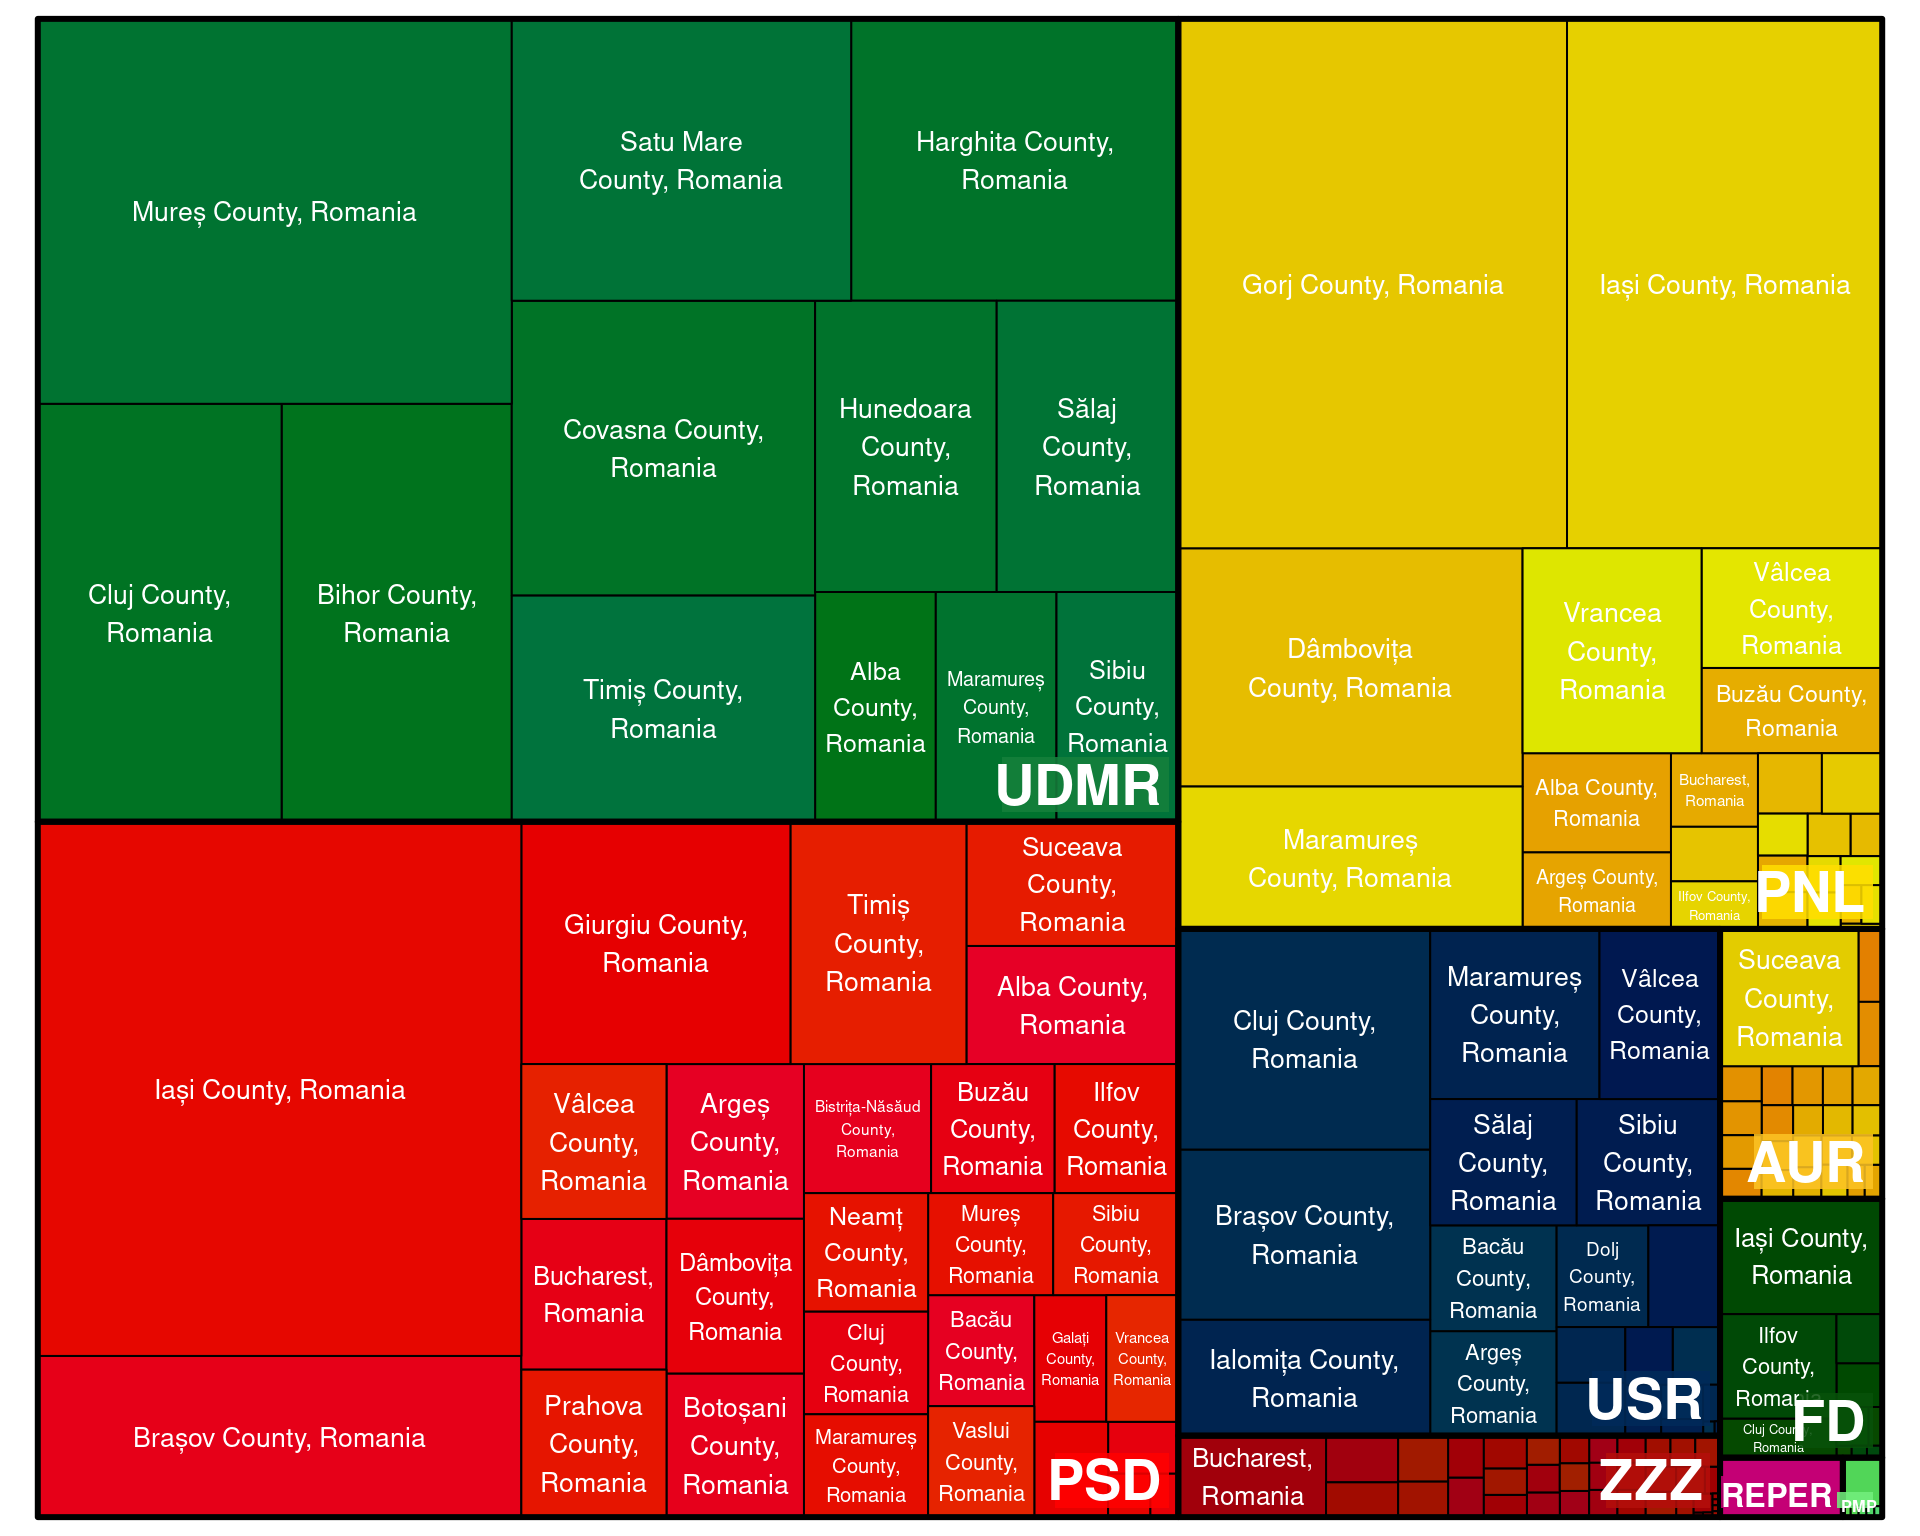 Mureș County, Romania
Satu Mare
County, Romania
Harghita County,
Romania
Cluj County,
Romania
Bihor County,
Romania
Covasna County,
Romania
Hunedoara
County,
Romania
Sălaj
County,
Romania
Timiș County,
Romania
Alba
County,
Romania
Maramureș
County,
Romania
Sibiu
County,
Romania
UDMR
Gorj County, Romania
Iași County, Romania
Dâmbovița
County, Romania
Vrancea
County,
Romania
Vâlcea
County,
Romania
Buzău County,
Romania
Maramureș
County, Romania
Alba County,
Romania
Bucharest,
Romania
Argeș County,
Romania
Ilfov County,
Romania
PNL
Iași County, Romania
Brașov County, Romania
Giurgiu County,
Romania
Timiș
County,
Romania
Suceava
County,
Romania
Alba County,
Romania
Vâlcea
County,
Romania
Argeș
County,
Romania
Bistrița-Năsăud
County,
Romania
Buzău
County,
Romania
Ilfov
County,
Romania
Bucharest,
Romania
Dâmbovița
County,
Romania
Neamț
County,
Romania
Mureș
County,
Romania
Sibiu
County,
Romania
Prahova
County,
Romania
Botoșani
County,
Romania
Cluj
County,
Romania
Bacău
County,
Romania
Galați
County,
Romania
Vrancea
County,
Romania
Maramureș
County,
Romania
Vaslui
County,
Romania
PSD
Cluj County,
Romania
Maramureș
County,
Romania
Vâlcea
County,
Romania
Brașov County,
Romania
Sălaj
County,
Romania
Sibiu
County,
Romania
Bacău
County,
Romania
Dolj
County,
Romania
Ialomița County,
Romania
Argeș
County,
Romania
USR
Suceava
County,
Romania
AUR
Iași County,
Romania
Ilfov
County,
Romania
Cluj County,
Romania
FD
Bucharest,
Romania
ZZZ
REPER
PMP